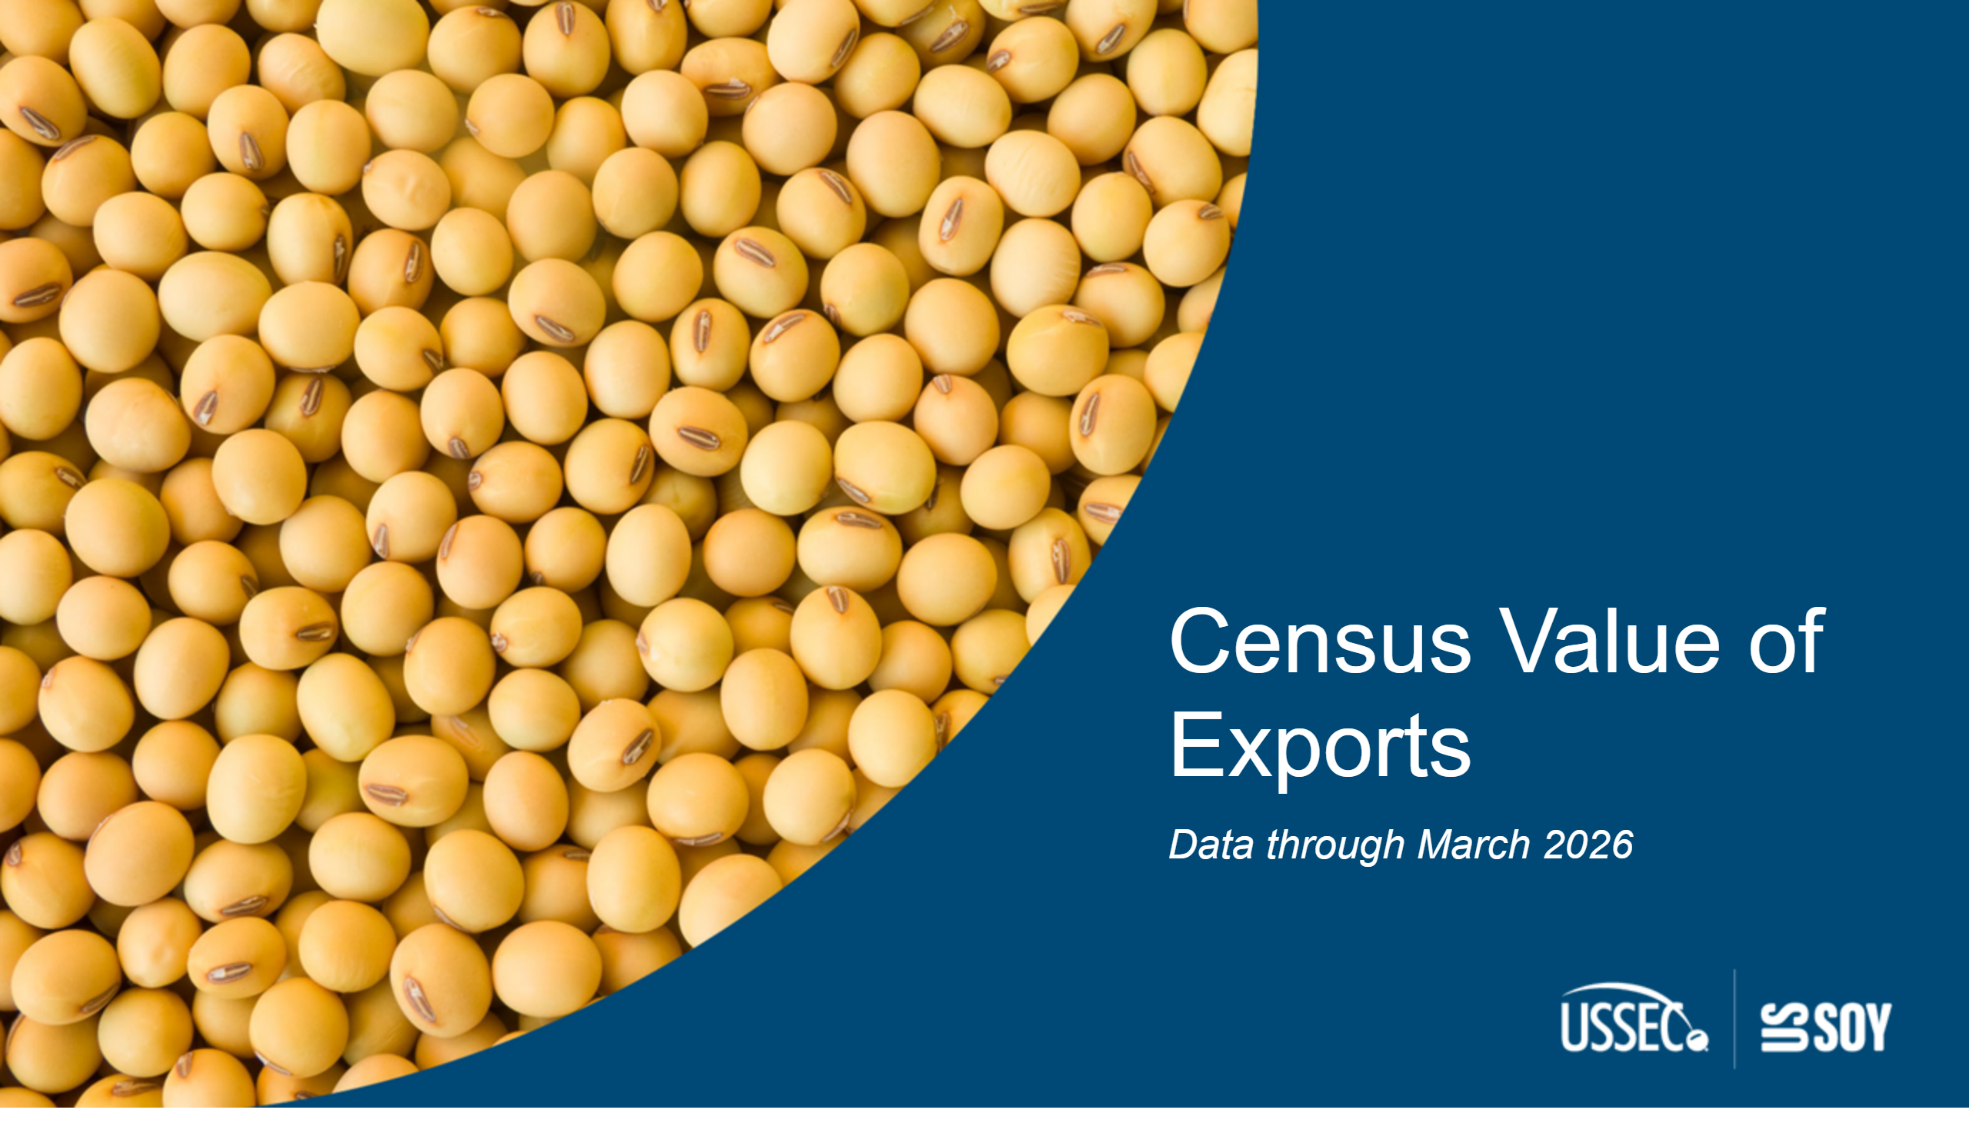 Census Value of
Exports
Data through March 2026
USSEC
US SOY